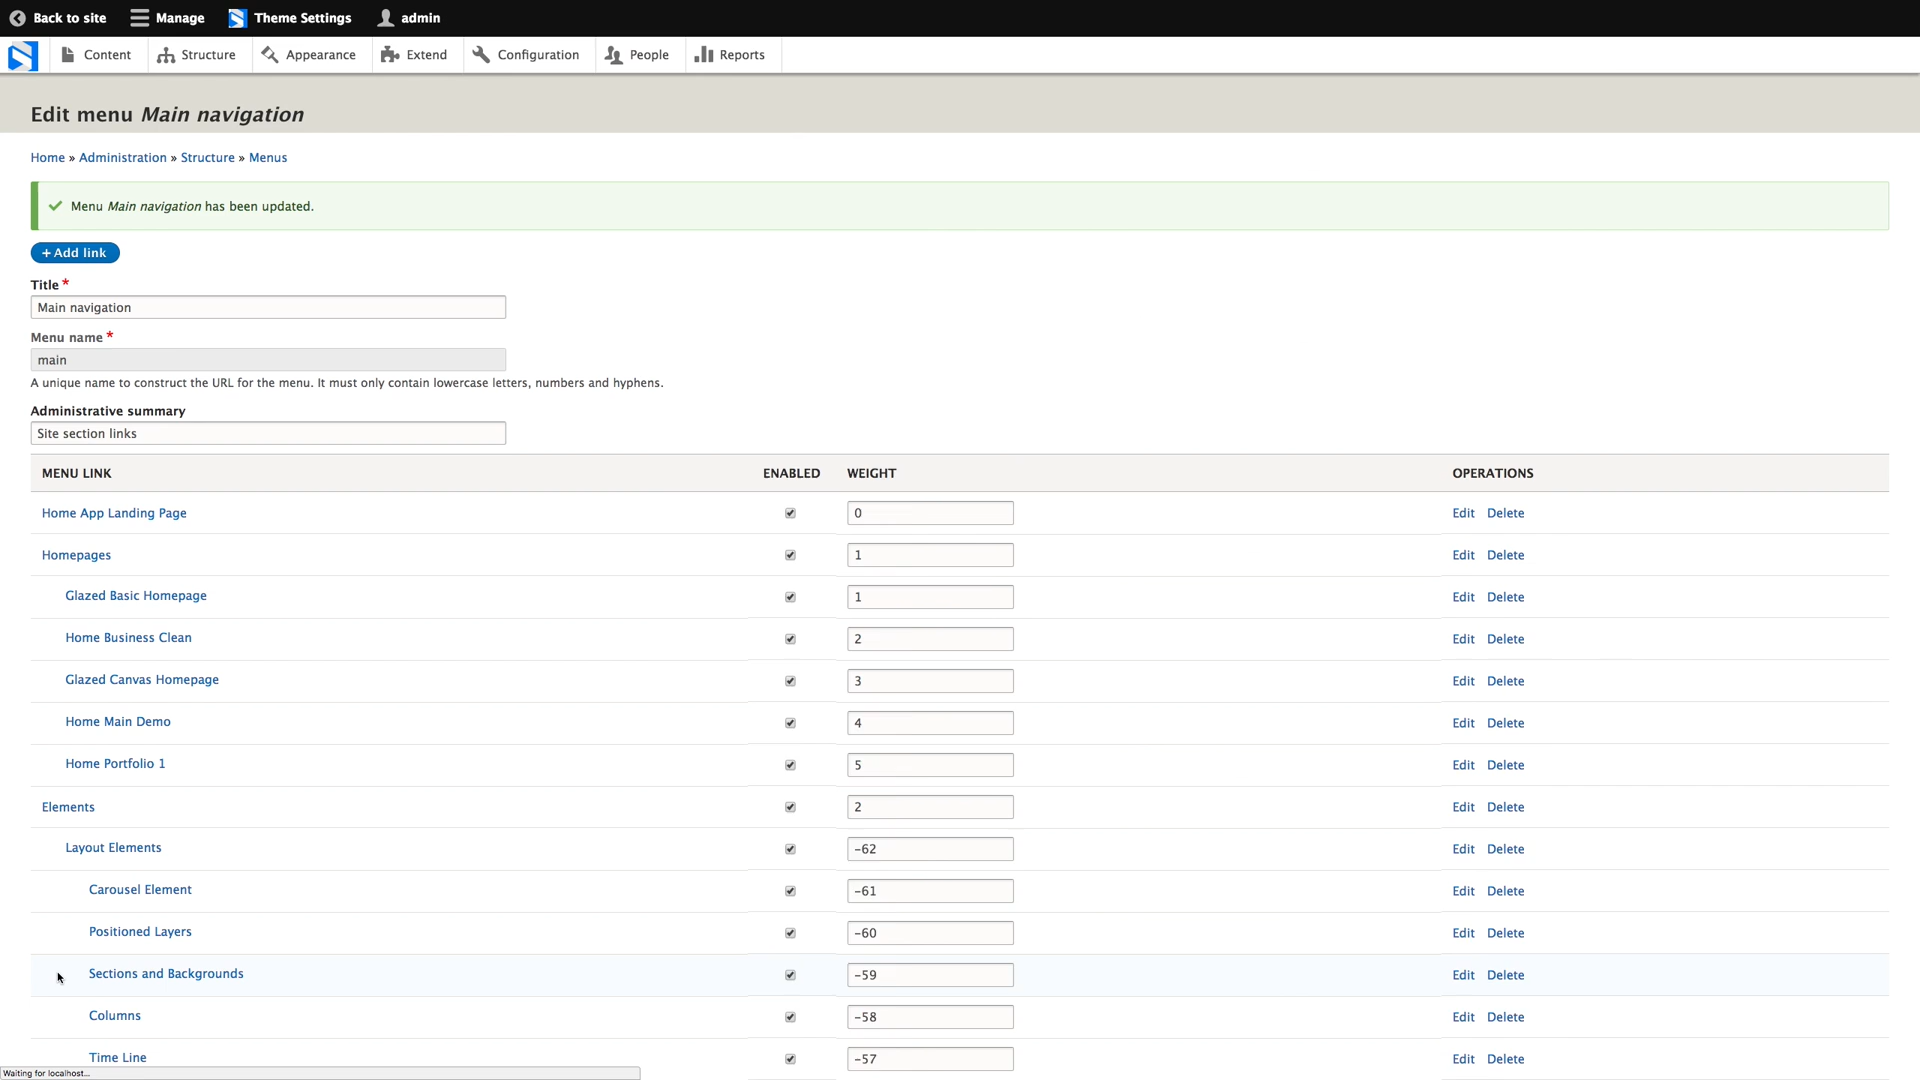 Back to site Manage Theme Settings admin
Content Structure Appearance Extend Configuration People Reports
Edit menu Main navigation
Home » Administration » Structure » Menus
Menu Main navigation has been updated.
+ Add link
Title *
Main navigation
Menu name *
main
A unique name to construct the URL for the menu. It must only contain lowercase letters, numbers and hyphens.
Administrative summary
Site section links
MENU LINK ENABLED WEIGHT OPERATIONS
Home App Landing Page 0 Edit Delete
Homepages 1 Edit Delete
Glazed Basic Homepage 1 Edit Delete
Home Business Clean 2 Edit Delete
Glazed Canvas Homepage 3 Edit Delete
Home Main Demo 4 Edit Delete
Home Portfolio 1 5 Edit Delete
Elements 2 Edit Delete
Layout Elements -62 Edit Delete
Carousel Element -61 Edit Delete
Positioned Layers -60 Edit Delete
Sections and Backgrounds -59 Edit Delete
Columns -58 Edit Delete
Time Line -57 Edit Delete
Waiting for localhost...